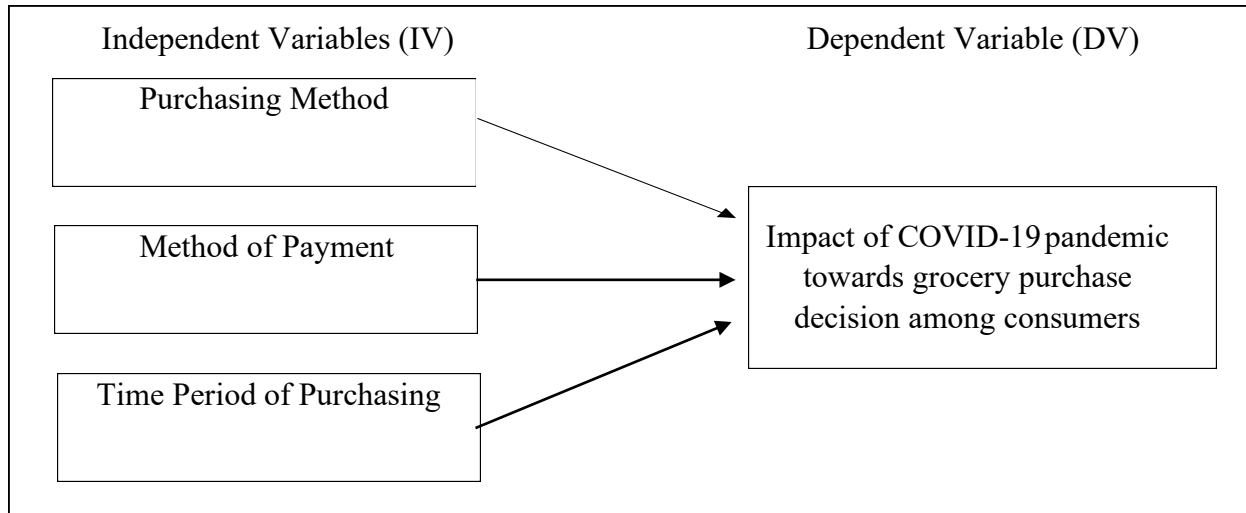 Independent Variables (IV)
Dependent Variable (DV)
Purchasing Method
Method of Payment
Time Period of Purchasing
Impact of COVID-19 pandemic
towards grocery purchase
decision among consumers